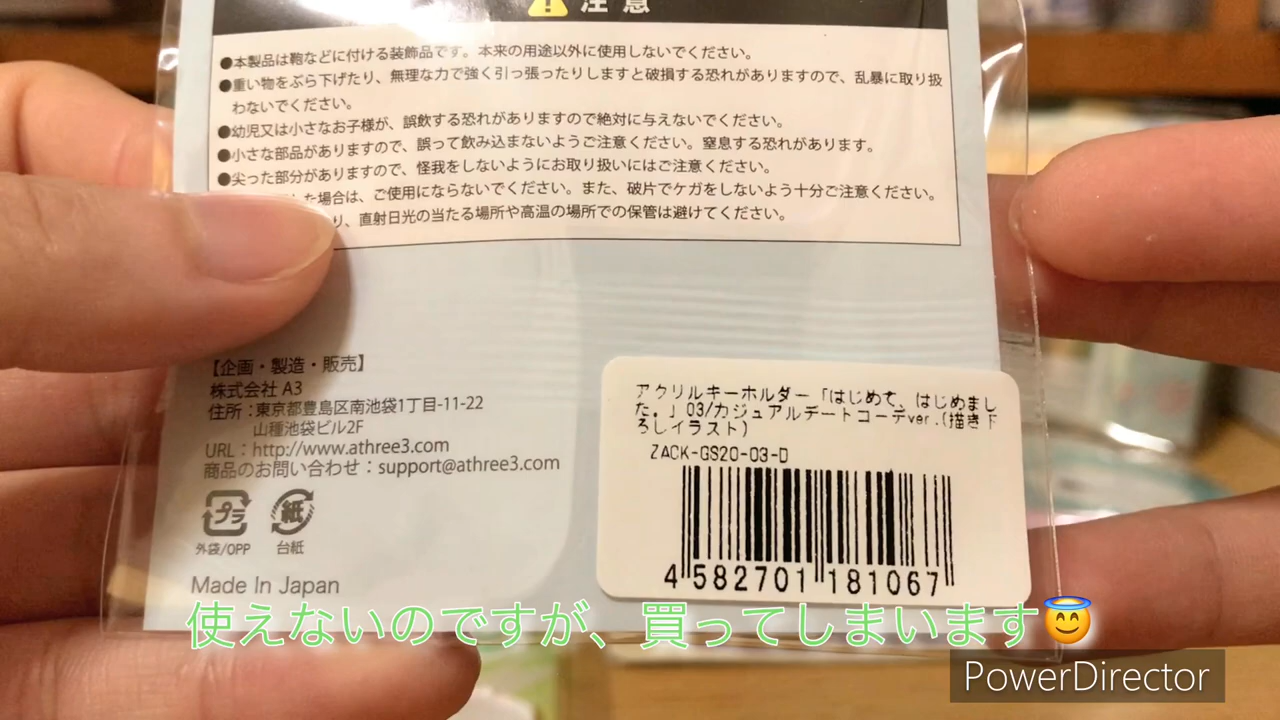 注意
●本製品は鞄などに付ける装飾品です。本来の用途以外に使用しないでください。
●重い物をぶら下げたり、無理な力で強く引っ張ったりしますと破損する恐れがありますので、乱暴に取り扱
わないでください。
●幼児又は小さなお子様が、誤飲する恐れがありますので絶対に与えないでください。
●小さな部品がありますので、誤って飲み込まないようご注意ください。窒息する恐れがあります。
●尖った部分がありますので、怪我をしないようにお取り扱いにはご注意ください。
た場合は、ご使用にならないでください。また、破片でケガをしないよう十分ご注意ください。
り、直射日光の当たる場所や高温の場所での保管は避けてください。
【企画・製造・販売】
株式会社 A3
住所：東京都豊島区南池袋1丁目-11-22
山種池袋ビル2F
URL：http://www.athree3.com
商品のお問い合わせ：support@athree3.com
プラ
紙
外袋/OPP
台紙
Made In Japan
アクリルキーホルダー「はじめて、はじめまし
た。」03/カジュアルデートコーデver.(描き下
ろしイラスト)
ZACK-GS20-03-D
4 582701 181067
使えないのですが、買ってしまいます😇
PowerDirector